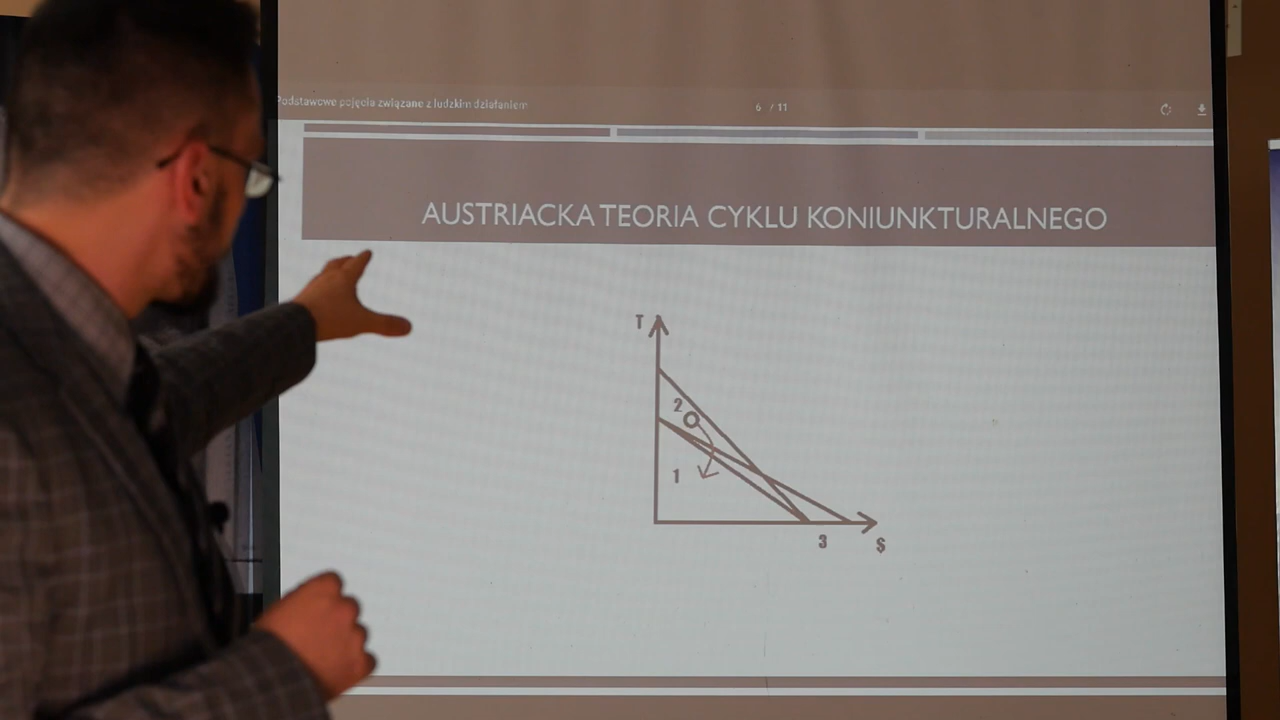 Podstawowe pojęcia związane z ludzkim działaniem
6 / 11
AUSTRIACKA TEORIA CYKLU KONIUNKTURALNEGO
T
2
1
3
$